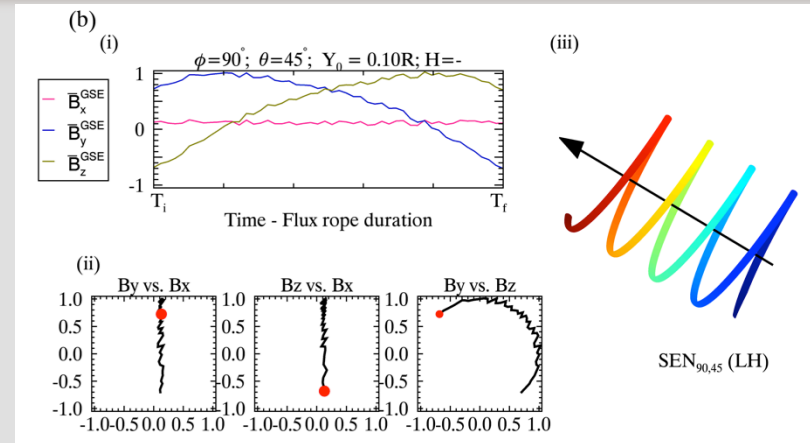 (b)
(i)
(iii)
ϕ=90°; θ=45°; Y₀ = 0.10R; H=-
B̅ₓᴳˢᴱ
B̅ᵧᴳˢᴱ
B̅_zᴳˢᴱ
1
0
-1
Tᵢ
T_f
Time - Flux rope duration
(ii)
By vs. Bx
Bz vs. Bx
By vs. Bz
1.0
0.5
0.0
-0.5
-1.0
1.0
0.5
0.0
-0.5
-1.0
1.0
0.5
0.0
-0.5
-1.0
-1.0-0.5 0.0 0.5 1.0
-1.0-0.5 0.0 0.5 1.0
-1.0-0.5 0.0 0.5 1.0
SEN₉₀,₄₅ (LH)